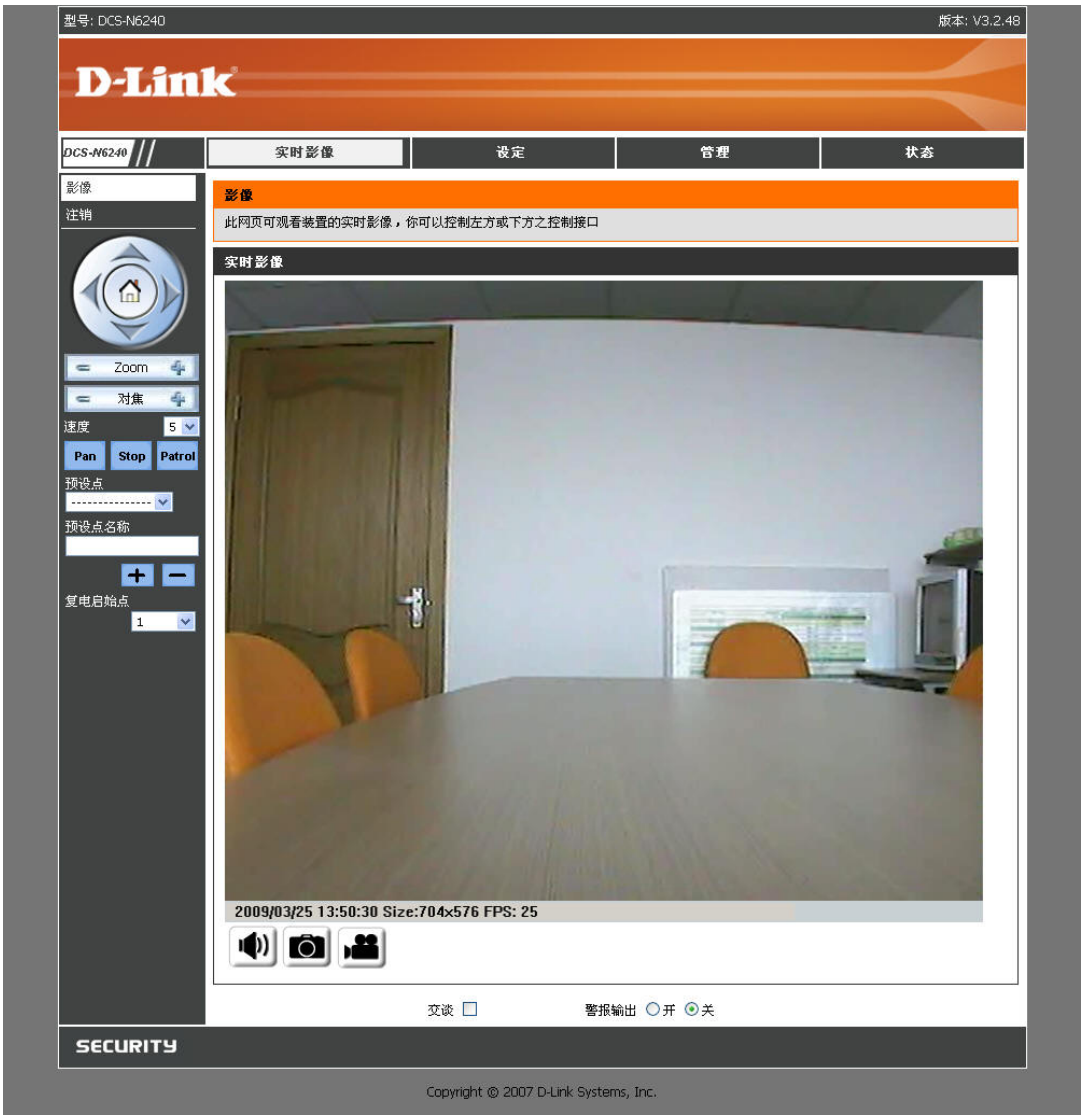 型号: DCS-N6240
版本: V3.2.48
D-Link
DCS-N6240
实时影像
设定
管理
状态
影像
注销
Zoom
对焦
速度
5
Pan Stop Patrol
预设点
---------------
预设点名称
复电启始点
1
影像
此网页可观看装置的实时影像，你可以控制左方或下方之控制接口
实时影像
2009/03/25 13:50:30 Size:704x576 FPS: 25
交谈
警报输出 开 关
SECURITY
Copyright © 2007 D-Link Systems, Inc.